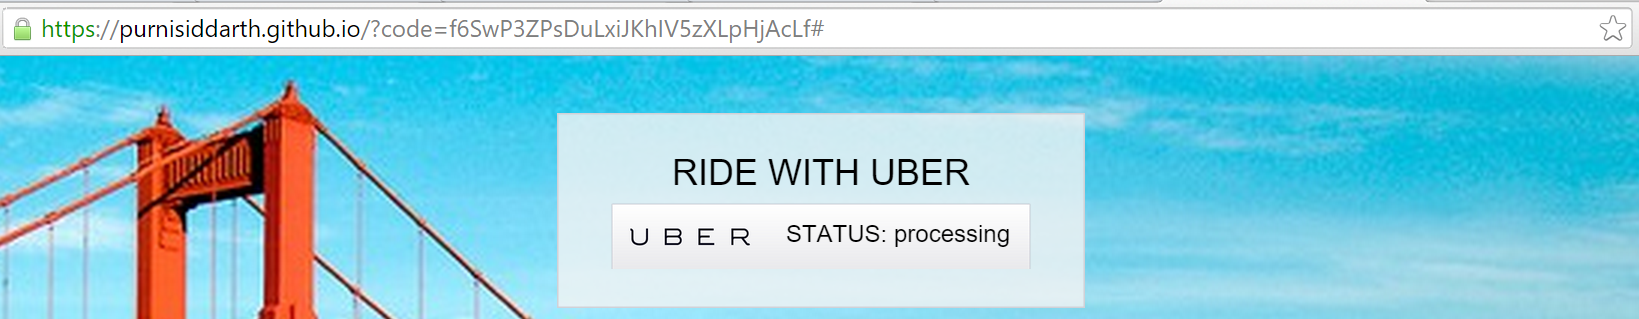 https://purnisiddarth.github.io/?code=f6SwP3ZPsDuLxiJKhIV5zXLpHjAcLf#
RIDE WITH UBER
UBER STATUS: processing